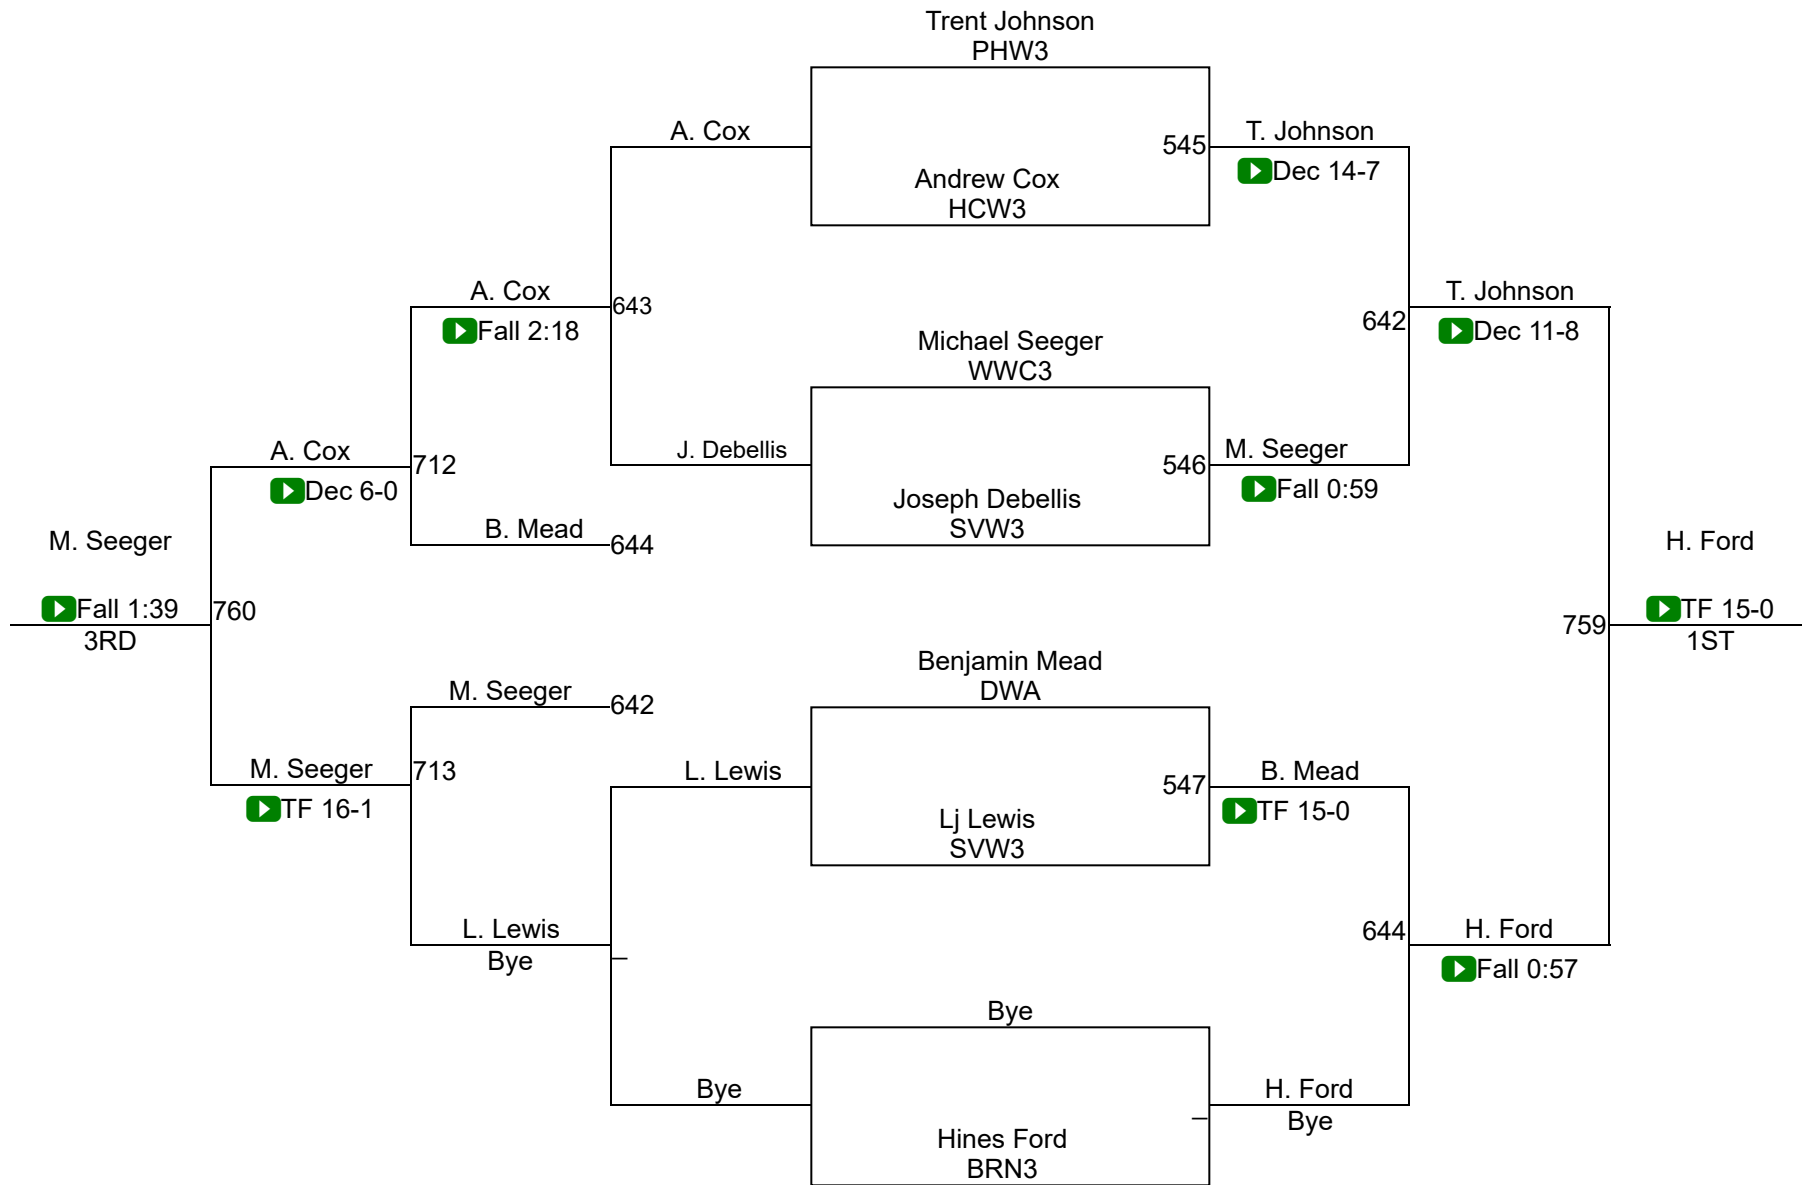 Trent Johnson
PHW3
A. Cox
545
T. Johnson
Dec 14-7
Andrew Cox
HCW3
A. Cox
643
Fall 2:18
T. Johnson
642
Dec 11-8
Michael Seeger
WWC3
A. Cox
712
Dec 6-0
J. Debellis
546
M. Seeger
Fall 0:59
Joseph Debellis
SVW3
B. Mead
644
M. Seeger
Fall 1:39
3RD
760
H. Ford
759
TF 15-0
1ST
Benjamin Mead
DWA
M. Seeger
642
M. Seeger
713
TF 16-1
L. Lewis
547
B. Mead
TF 15-0
Lj Lewis
SVW3
L. Lewis
Bye
644
H. Ford
Fall 0:57
Bye
Bye
H. Ford
Bye
Hines Ford
BRN3